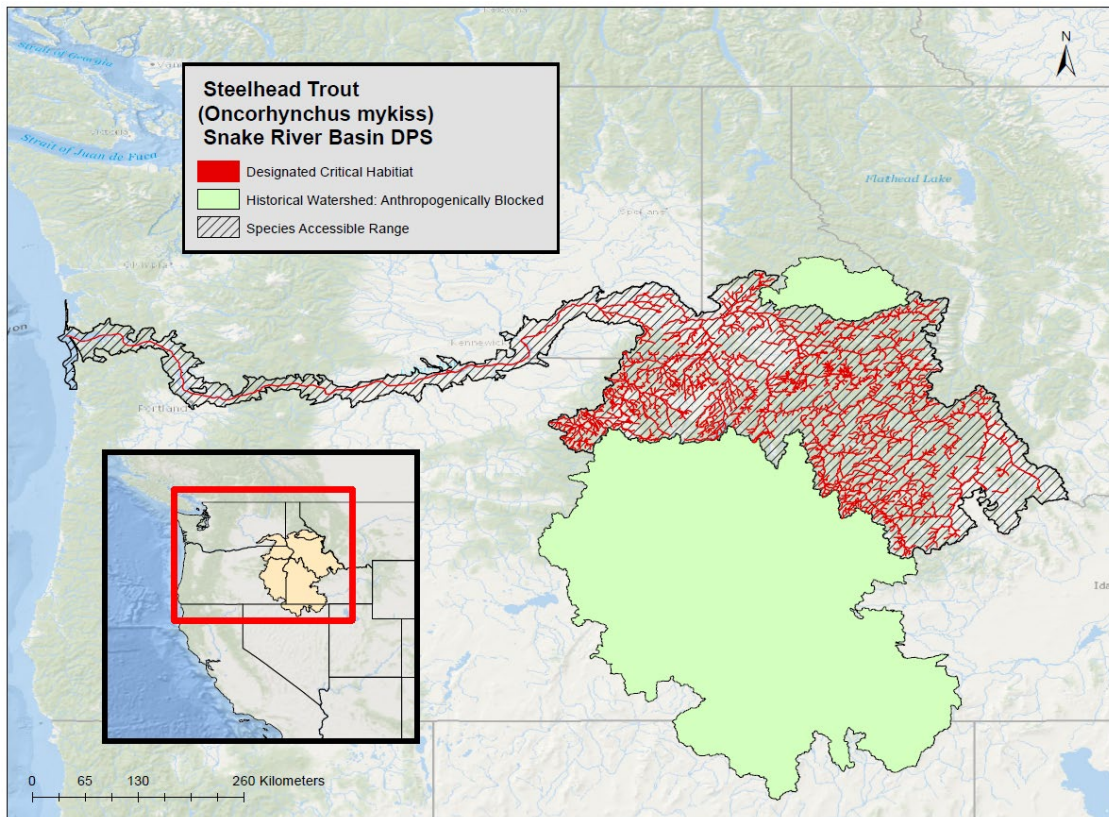 N
Strait of Georgia
Steelhead Trout
(Oncorhynchus mykiss)
Snake River Basin DPS
Strait of Juan de Fuca
Designated Critical Habitiat
Flathead Lake
Historical Watershed: Anthropogenically Blocked
Species Accessible Range
Kennewick
Portland
Ida
0 65 130 260 Kilometers